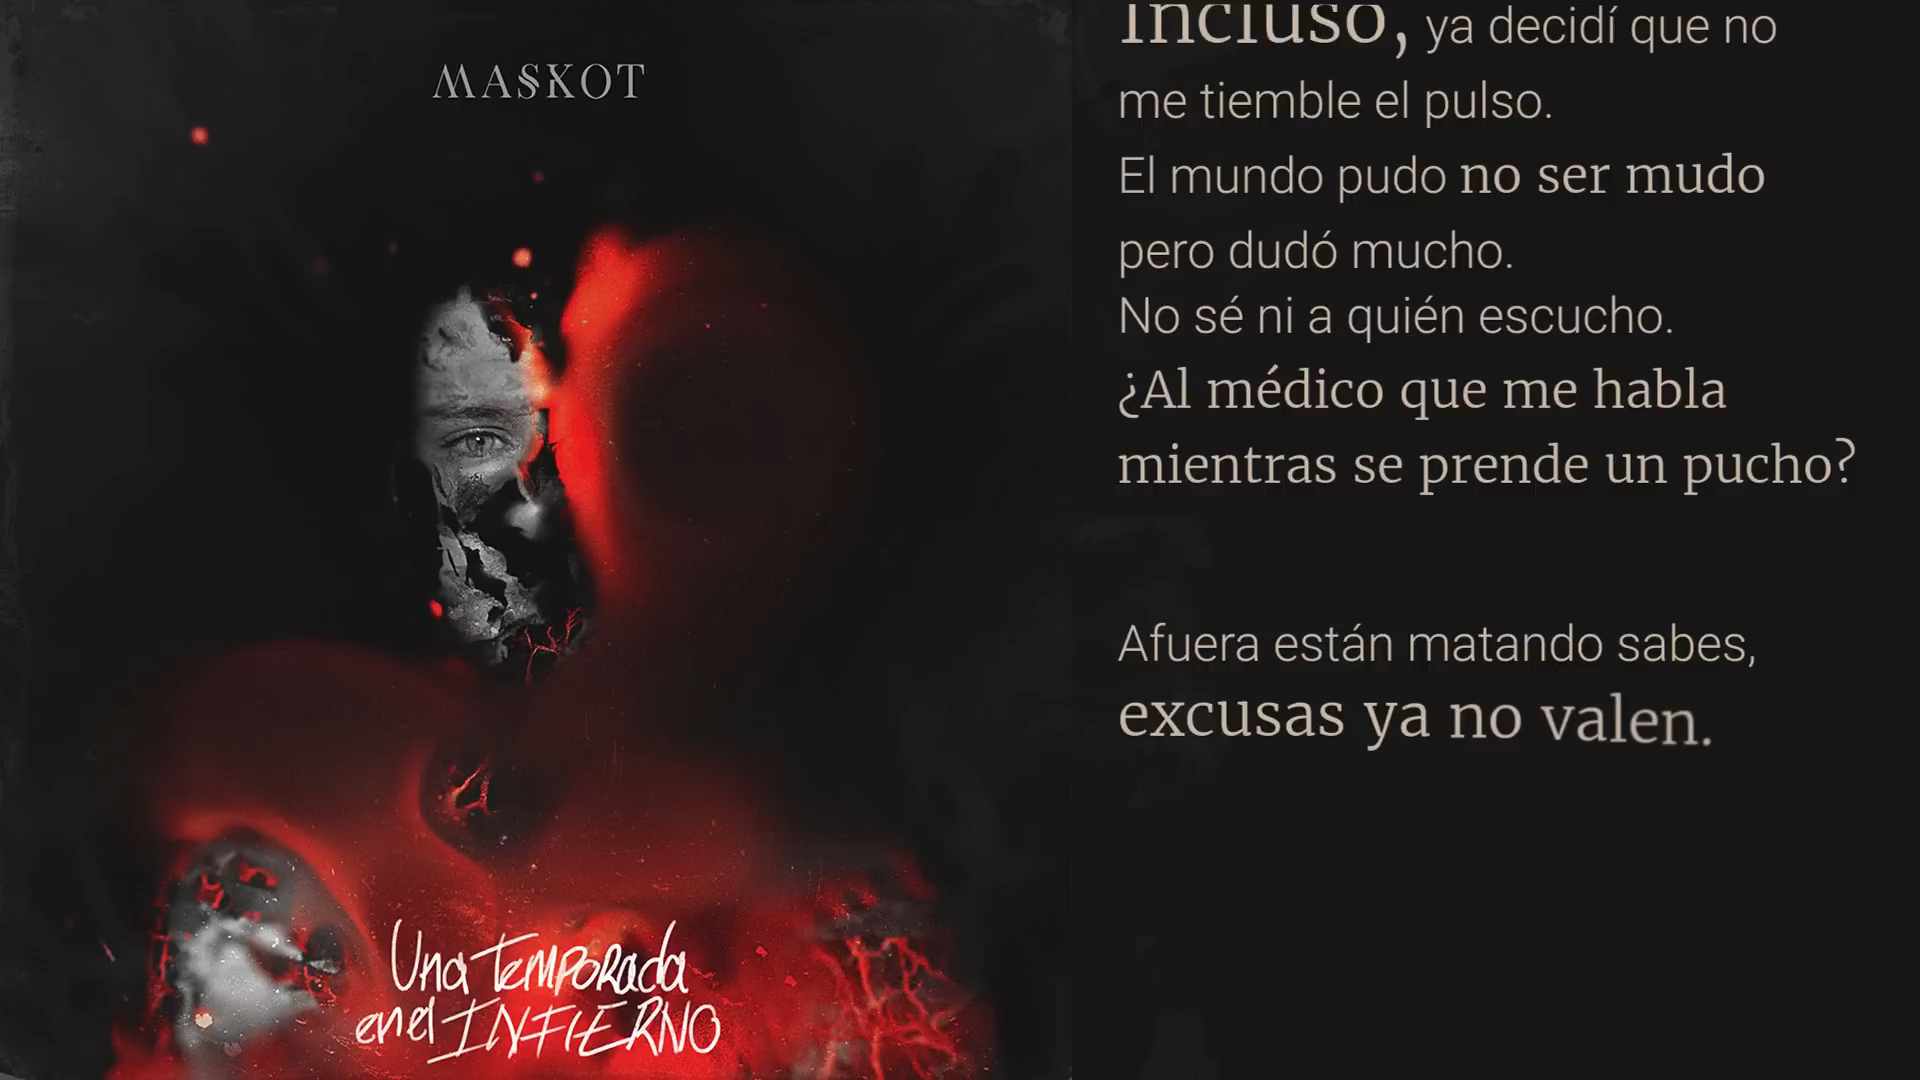 MASKOT
Una Temporada
en el INFIERNO
Incluso, ya decidí que no
me tiemble el pulso.
El mundo pudo no ser mudo
pero dudó mucho.
No sé ni a quién escucho.
¿Al médico que me habla
mientras se prende un pucho?
Afuera están matando sabes,
excusas ya no valen.